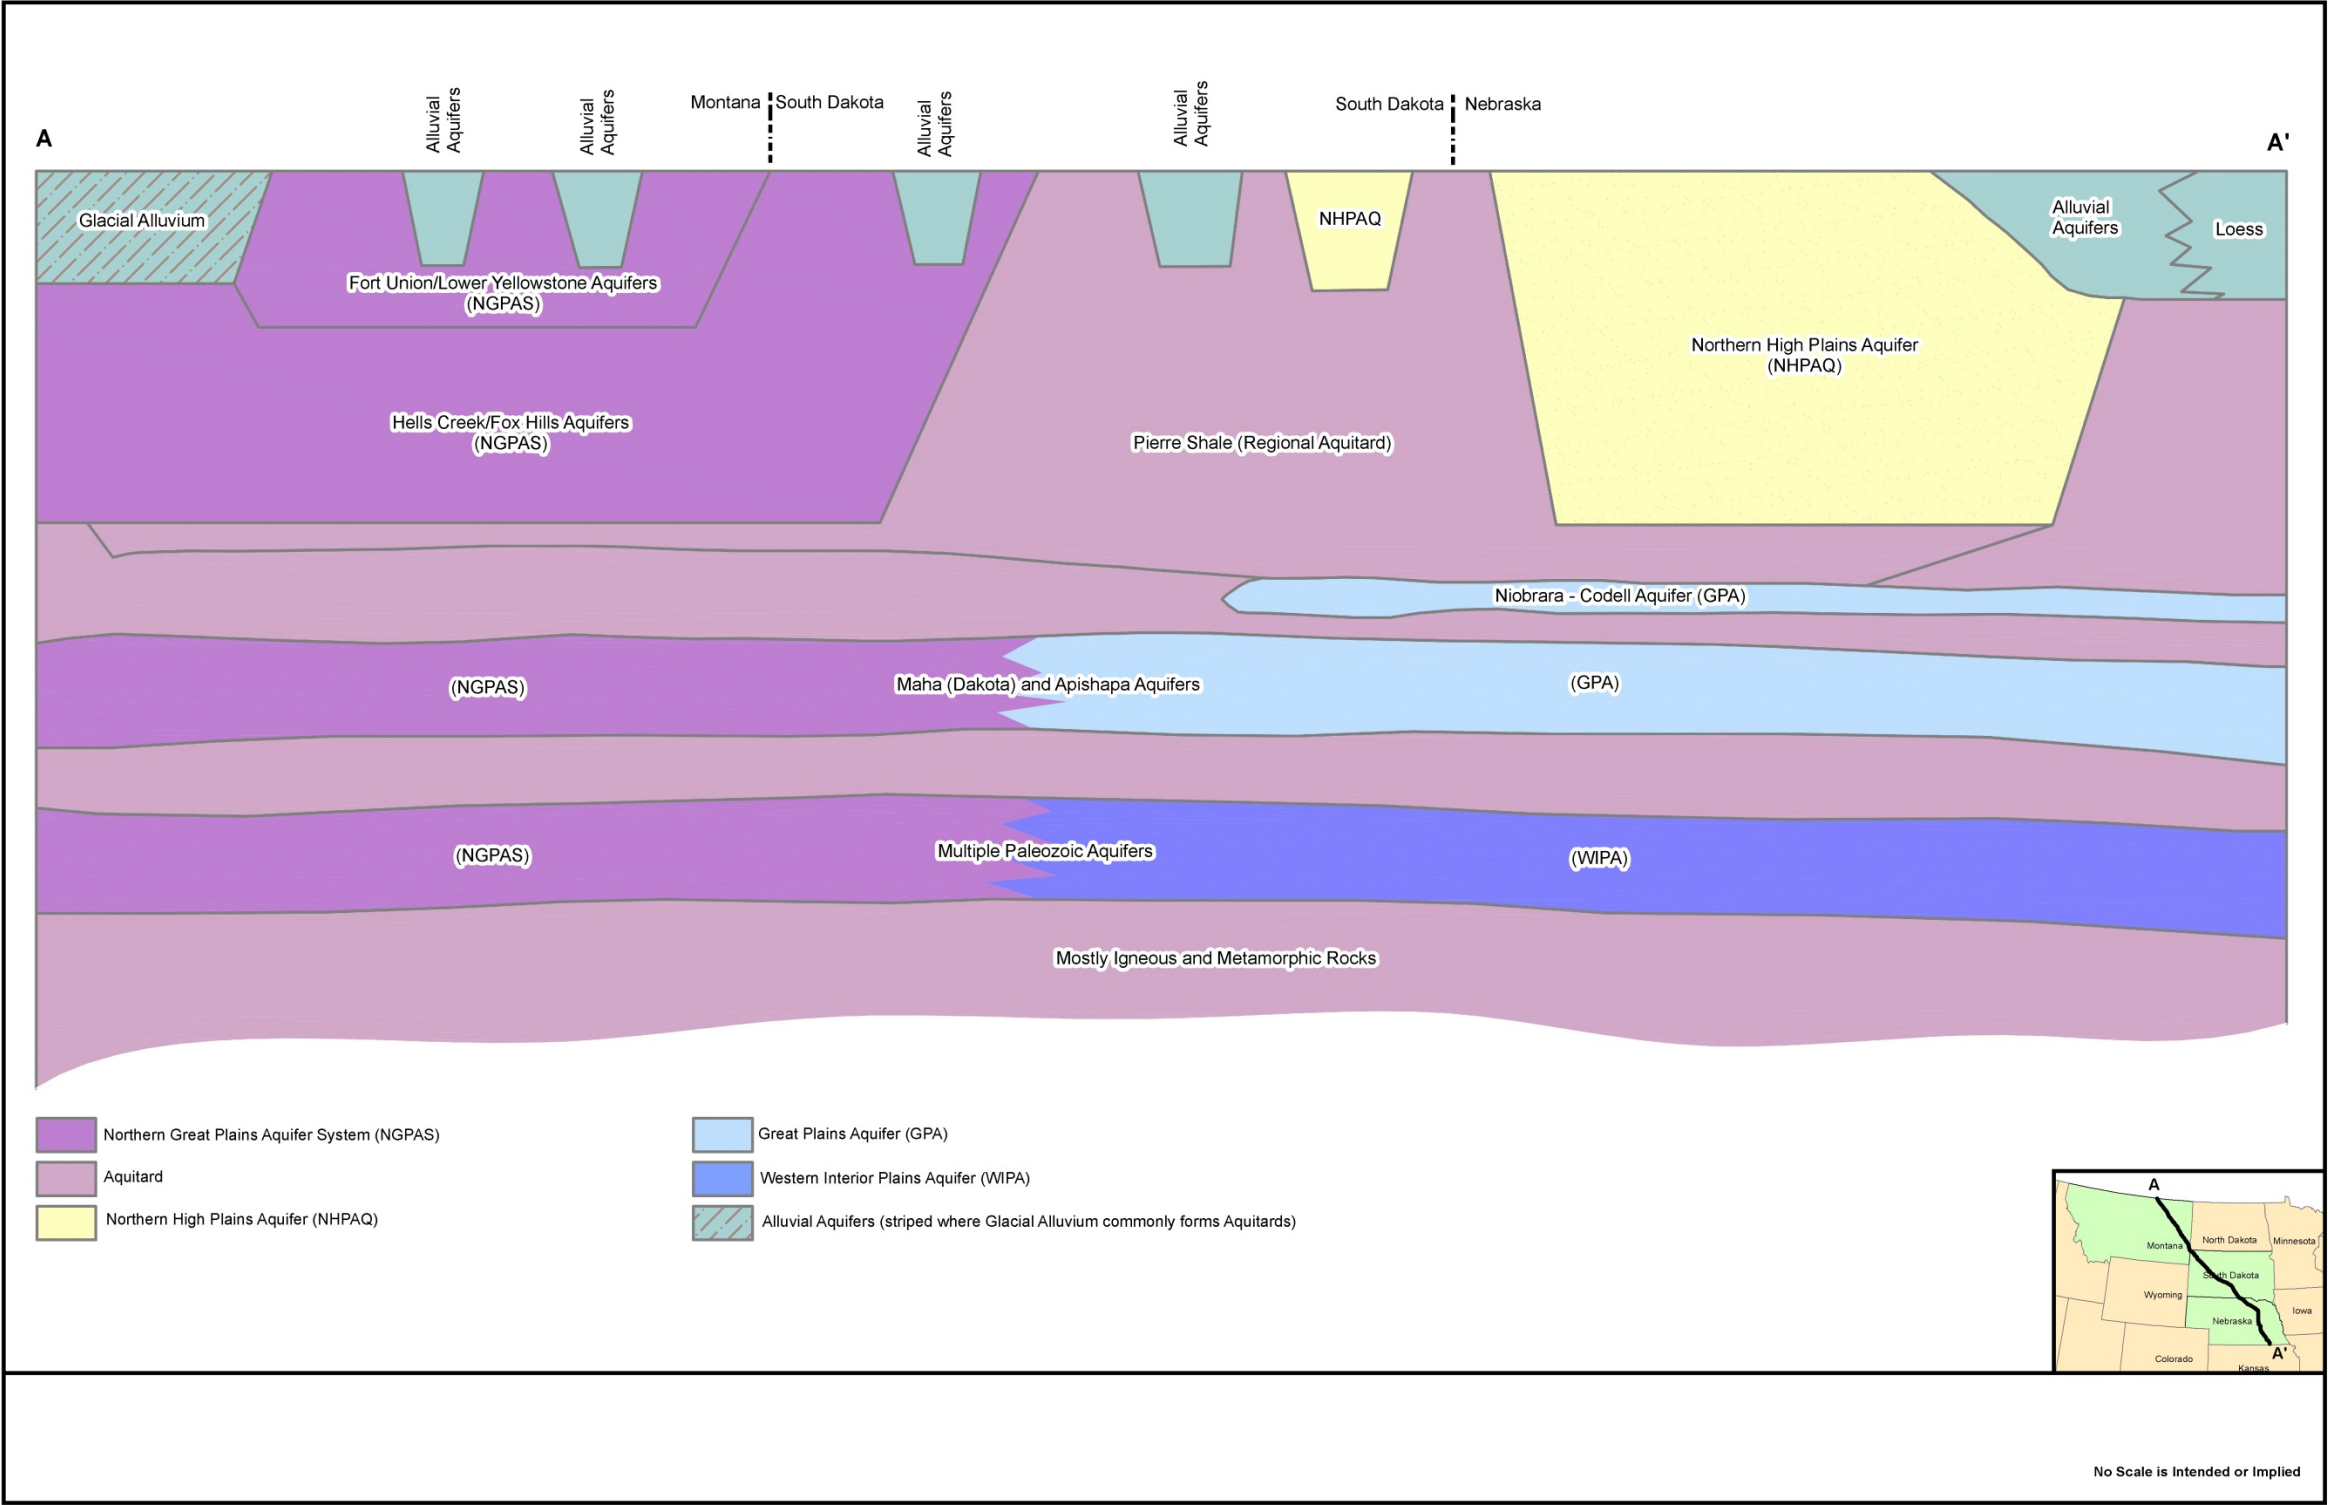 Alluvial
Aquifers
Alluvial
Aquifers
Montana
South Dakota
Alluvial
Aquifers
Alluvial
Aquifers
South Dakota
Nebraska
A
A'
Glacial Alluvium
NHPAQ
Alluvial
Aquifers
Loess
Fort Union/Lower Yellowstone Aquifers
(NGPAS)
Northern High Plains Aquifer
(NHPAQ)
Hells Creek/Fox Hills Aquifers
(NGPAS)
Pierre Shale (Regional Aquitard)
Niobrara - Codell Aquifer (GPA)
(NGPAS)
Maha (Dakota) and Apishapa Aquifers
(GPA)
(NGPAS)
Multiple Paleozoic Aquifers
(WIPA)
Mostly Igneous and Metamorphic Rocks
Northern Great Plains Aquifer System (NGPAS)
Aquitard
Northern High Plains Aquifer (NHPAQ)
Great Plains Aquifer (GPA)
Western Interior Plains Aquifer (WIPA)
Alluvial Aquifers (striped where Glacial Alluvium commonly forms Aquitards)
A
Montana
North Dakota
Minnesota
South Dakota
Wyoming
Iowa
Nebraska
A'
Colorado
Kansas
No Scale is Intended or Implied